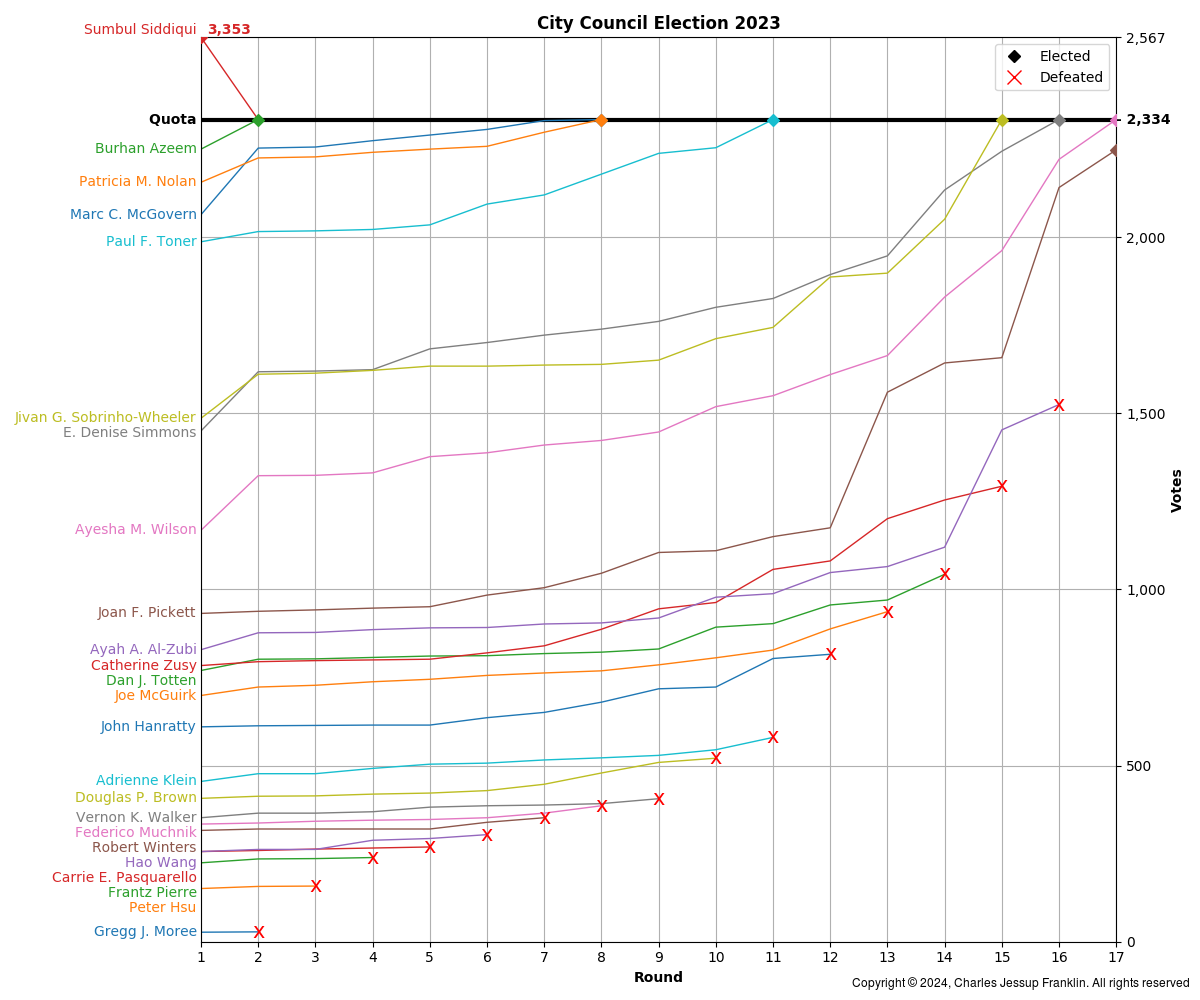 City Council Election 2023
Sumbul Siddiqui 3,353
2,567
Elected
Defeated
Quota
2,334
Burhan Azeem
Patricia M. Nolan
Marc C. McGovern
Paul F. Toner
2,000
Jivan G. Sobrinho-Wheeler
1,500
E. Denise Simmons
Ayesha M. Wilson
Votes
Joan F. Pickett
1,000
Ayah A. Al-Zubi
Catherine Zusy
Dan J. Totten
Joe McGuirk
John Hanratty
500
Adrienne Klein
Douglas P. Brown
Vernon K. Walker
Federico Muchnik
Robert Winters
Hao Wang
Carrie E. Pasquarello
Frantz Pierre
Peter Hsu
Gregg J. Moree
0
1 2 3 4 5 6 7 8 9 10 11 12 13 14 15 16 17
Round
Copyright © 2024, Charles Jessup Franklin. All rights reserved